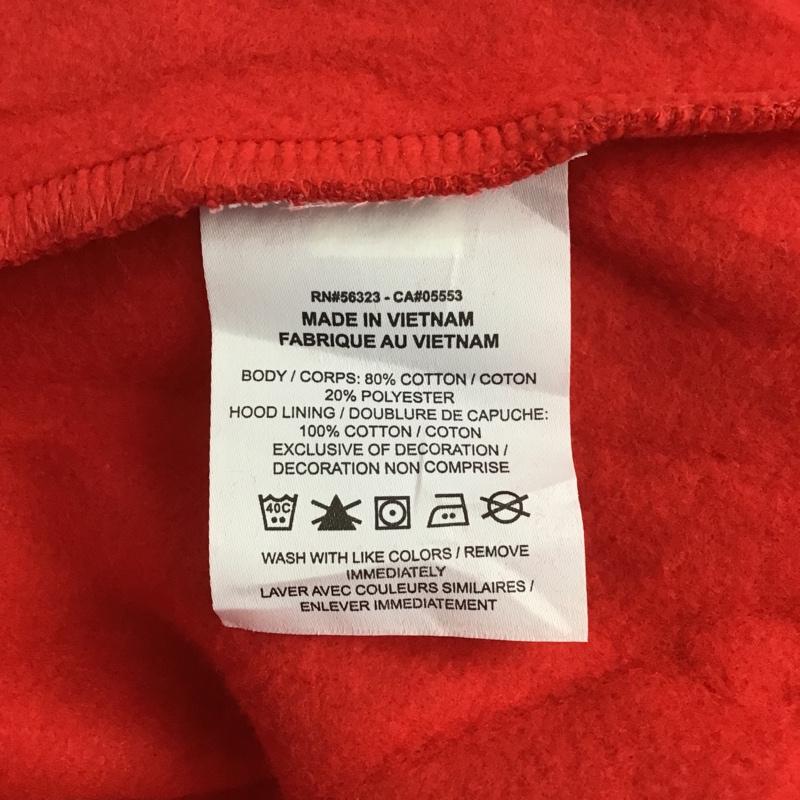 RN#56323 - CA#05553
MADE IN VIETNAM
FABRIQUE AU VIETNAM
BODY / CORPS: 80% COTTON / COTON
20% POLYESTER
HOOD LINING / DOUBLURE DE CAPUCHE:
100% COTTON / COTON
EXCLUSIVE OF DECORATION /
DECORATION NON COMPRISE
40C
WASH WITH LIKE COLORS / REMOVE
IMMEDIATELY
LAVER AVEC COULEURS SIMILAIRES /
ENLEVER IMMEDIATEMENT